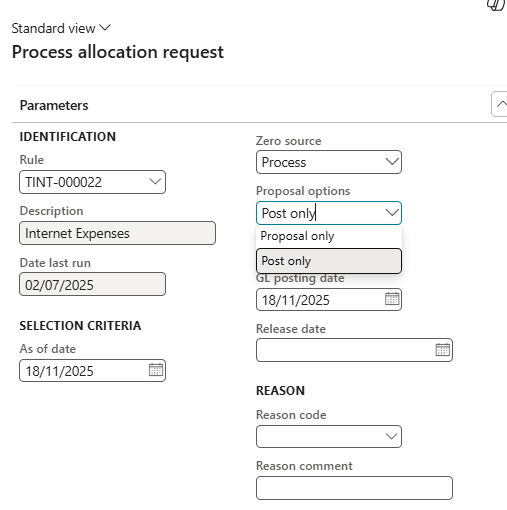 Standard view
Process allocation request
Parameters
IDENTIFICATION
Rule
TINT-000022
Description
Internet Expenses
Date last run
02/07/2025
SELECTION CRITERIA
As of date
18/11/2025
Zero source
Process
Proposal options
Post only
Proposal only
Post only
GL posting date
18/11/2025
Release date
REASON
Reason code
Reason comment